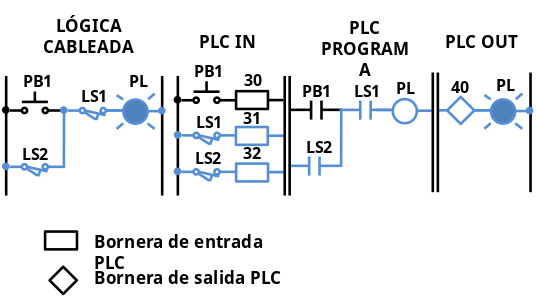 LÓGICA
CABLEADA
PLC IN
PLC
PROGRAM
A
PLC OUT
PB1
LS1
PL
LS2
PB1
30
LS1
31
LS2
32
PB1
LS1
PL
LS2
40
PL
Bornera de entrada
PLC
Bornera de salida PLC